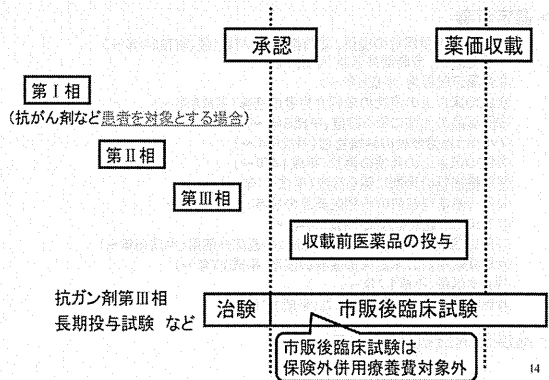 承認
薬価収載
第Ⅰ相
(抗がん剤など患者を対象とする場合)
第Ⅱ相
第Ⅲ相
収載前医薬品の投与
抗ガン剤第Ⅲ相
長期投与試験 など
治験
市販後臨床試験
市販後臨床試験は
保険外併用療養費対象外
14